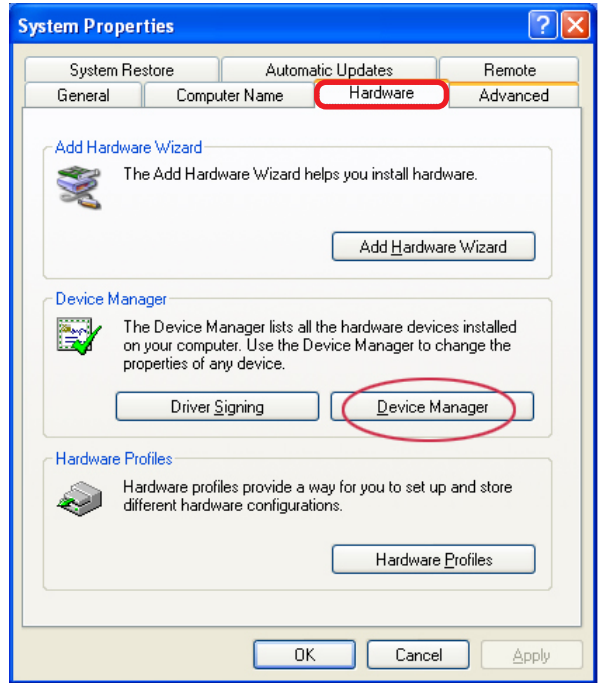 System Properties
System Restore Automatic Updates Remote
General Computer Name Hardware Advanced
Add Hardware Wizard
The Add Hardware Wizard helps you install hardware.
Add Hardware Wizard
Device Manager
The Device Manager lists all the hardware devices installed
on your computer. Use the Device Manager to change the
properties of any device.
Driver Signing Device Manager
Hardware Profiles
Hardware profiles provide a way for you to set up and store
different hardware configurations.
Hardware Profiles
OK Cancel Apply